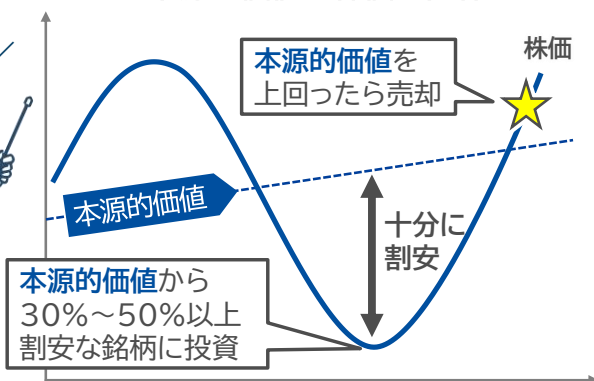 株価
本源的価値を
上回ったら売却
本源的価値
十分に
割安
本源的価値から
30%～50%以上
割安な銘柄に投資